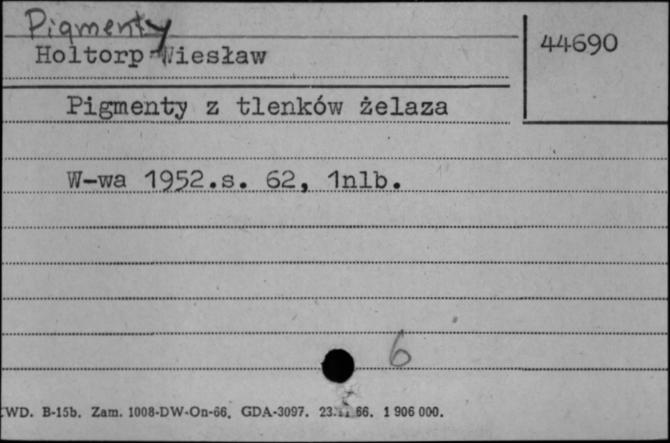 Pigmenty
44690
Holtorp Wiesław
Pigmenty z tlenków żelaza
W-wa 1952.s. 62, 1nlb.
6
WD. B-15b. Zam. 1008-DW-On-66. GDA-3097. 66. 1 906 000.